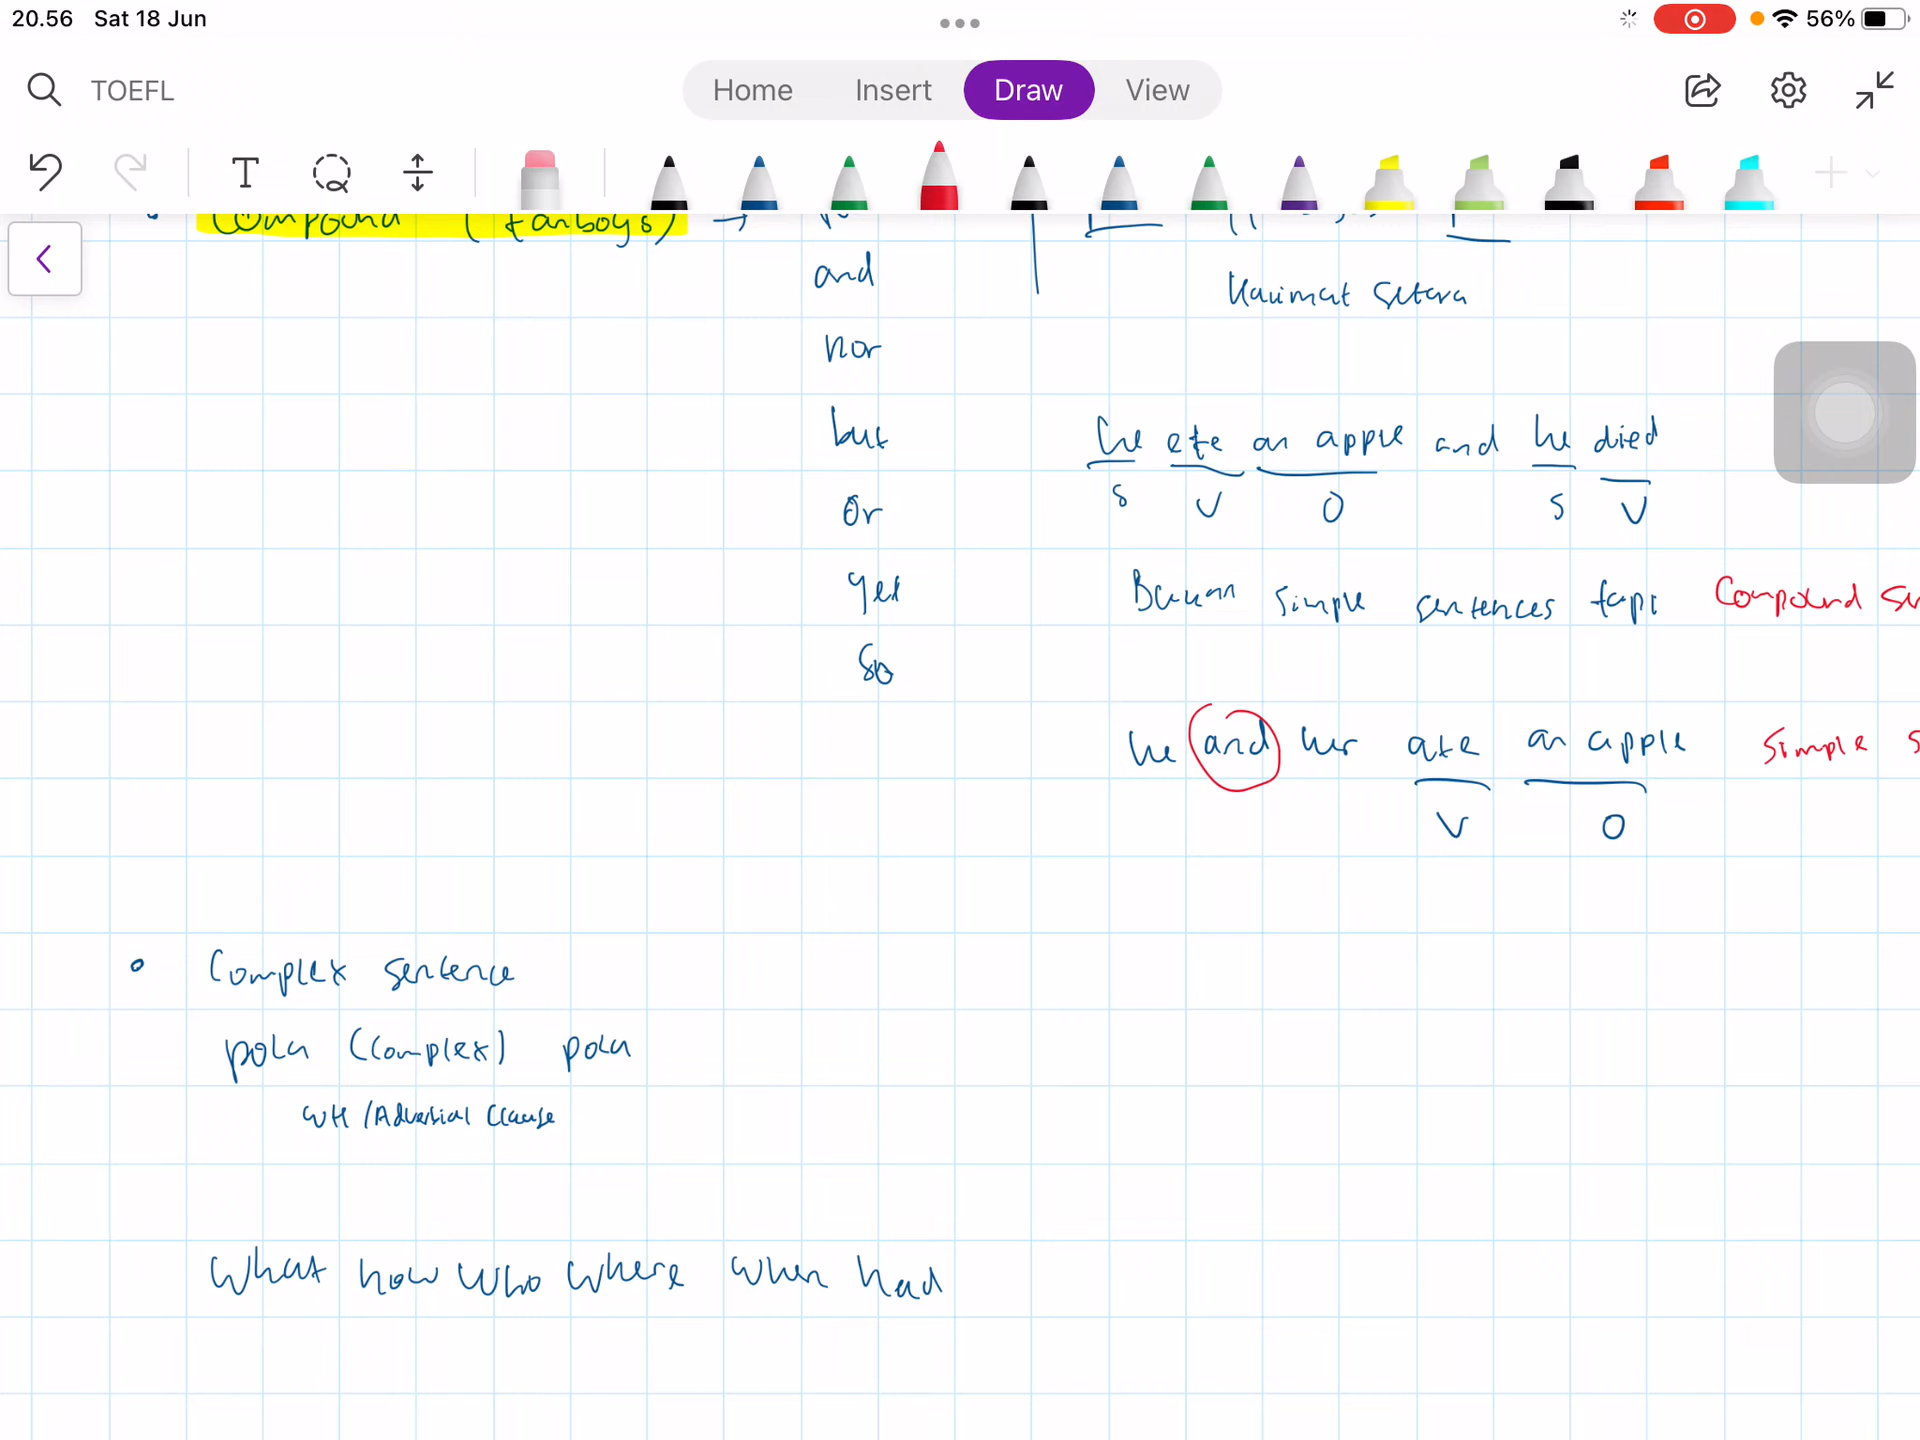 20.56 Sat 18 Jun
56%
TOEFL
Home Insert Draw View
T
Compound (fanboys) →
and
Kalimat Setara
nor
but
he ate an apple and he died
S V O S V
or
yet
Bukan simple sentences tapi Compound se
so
he and her ate an apple simple s
V O
Complex sentence
pola (Complex) pola
WH / Adverbial Clause
What how who where when had